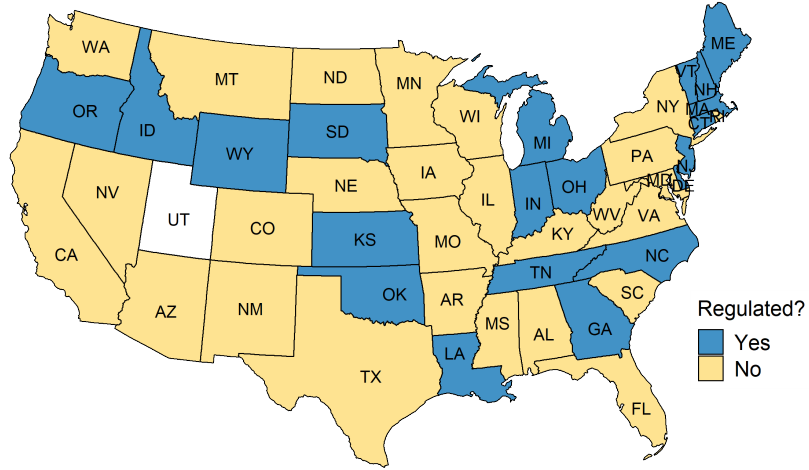 WA
MT
ND
MN
ME
VT
NH
OR
ID
WY
SD
WI
MI
NY
MA
CT
RI
NV
UT
CO
NE
IA
IL
IN
OH
PA
NJ
MD
DE
CA
KS
MO
KY
WV
VA
AZ
NM
OK
AR
TN
NC
SC
TX
LA
MS
AL
GA
FL
Regulated?
Yes
No